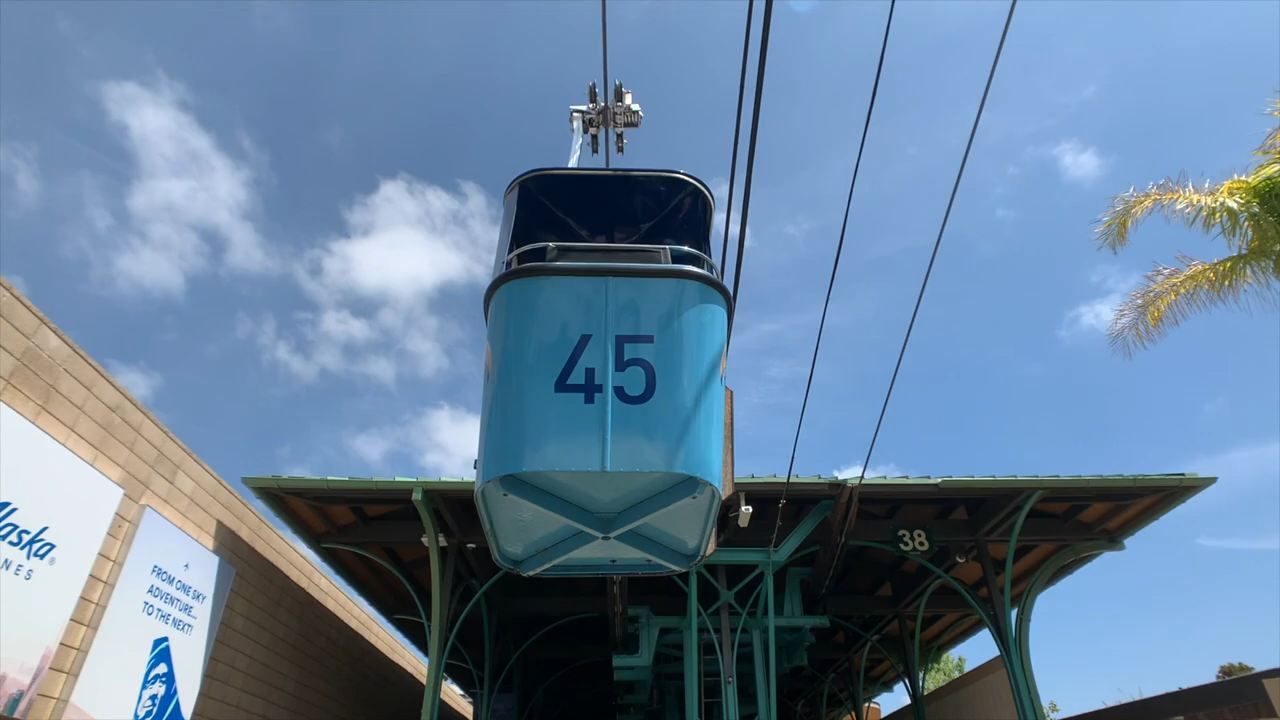 45
38
laska®
NES
FROM ONE SKY
ADVENTURE...
TO THE NEXT!